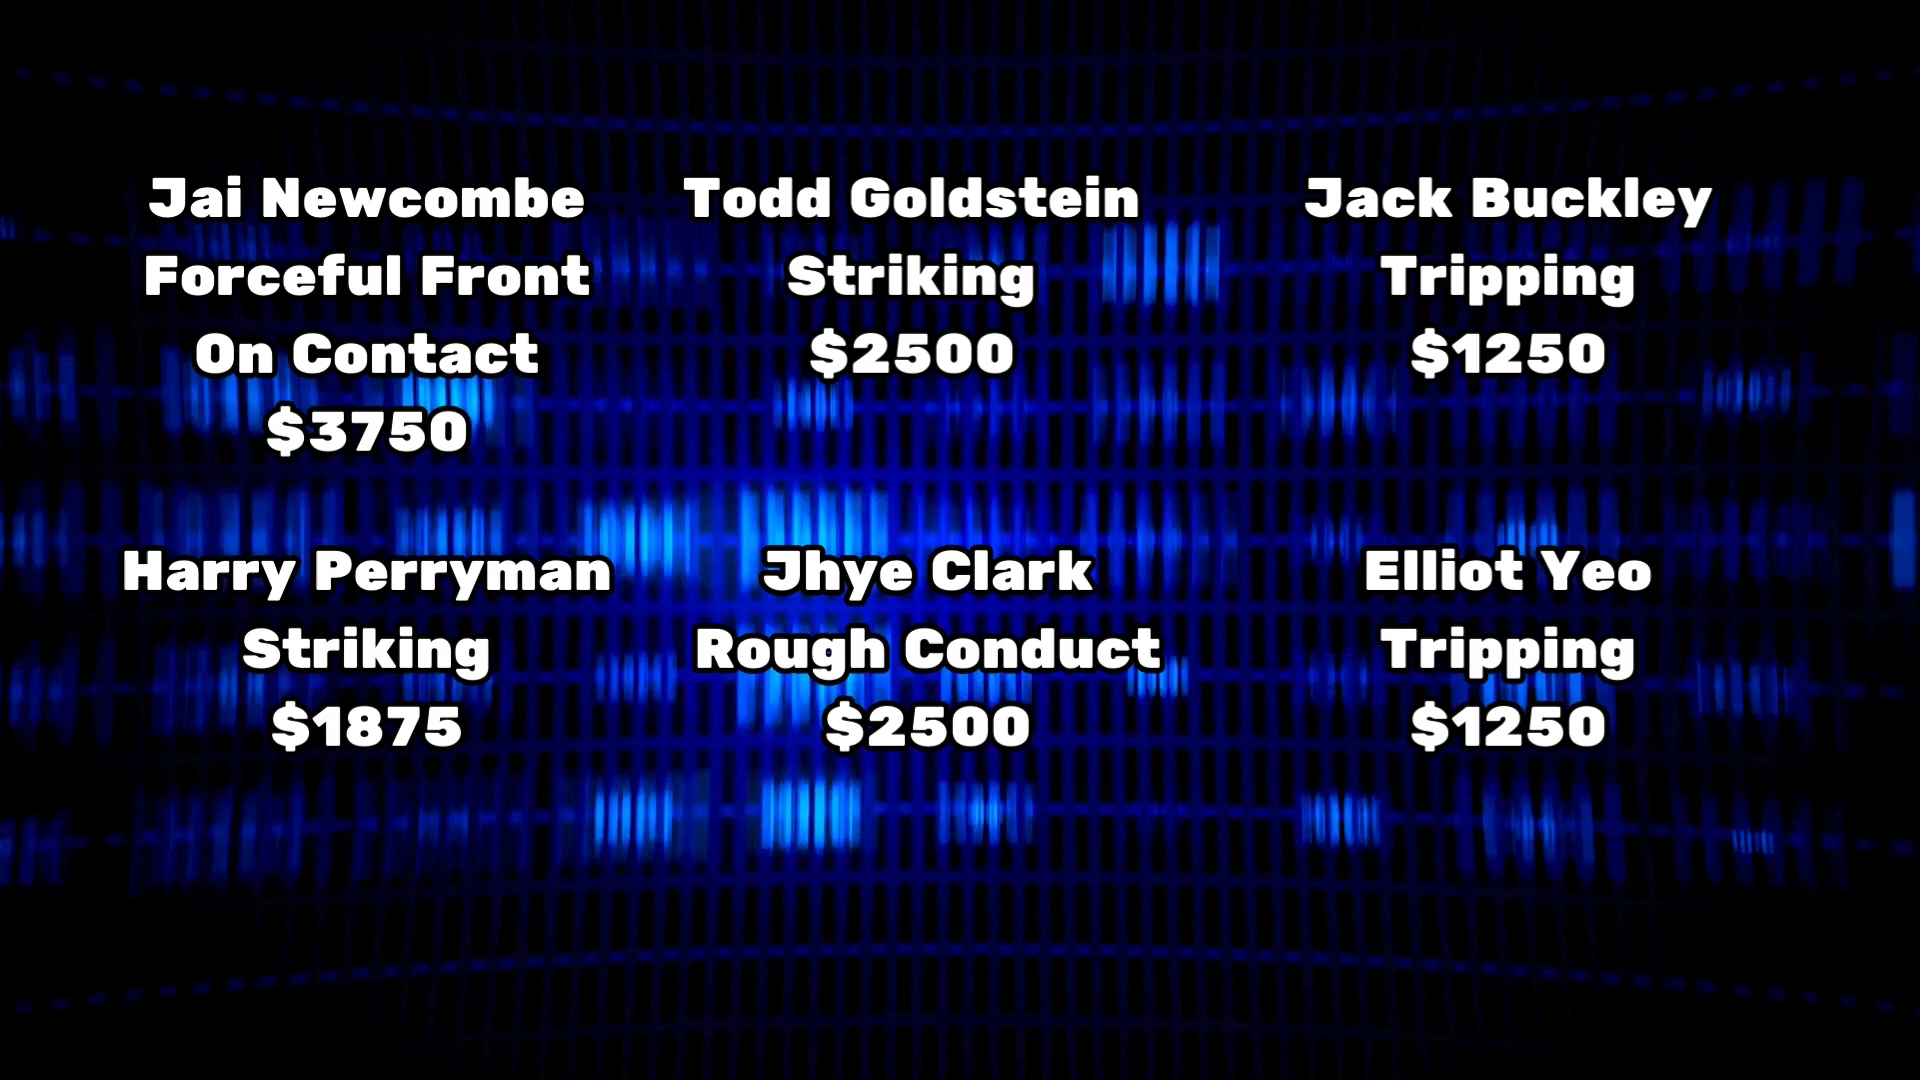 Jai Newcombe
Forceful Front
On Contact
$3750
Todd Goldstein
Striking
$2500
Jack Buckley
Tripping
$1250
Harry Perryman
Striking
$1875
Jhye Clark
Rough Conduct
$2500
Elliot Yeo
Tripping
$1250